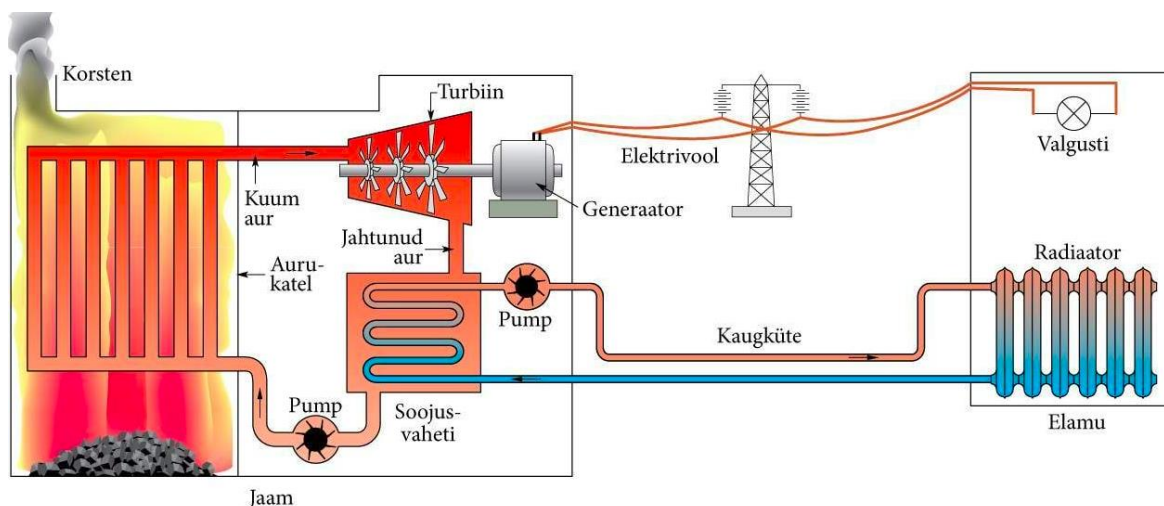 Korsten
Turbiin
Elektrivool
Valgusti
Kuum
aur
Generaator
Jahtunud
aur
Auru-
katel
Radiaator
Pump
Kaugküte
Pump
Soojus-
vaheti
Elamu
Jaam